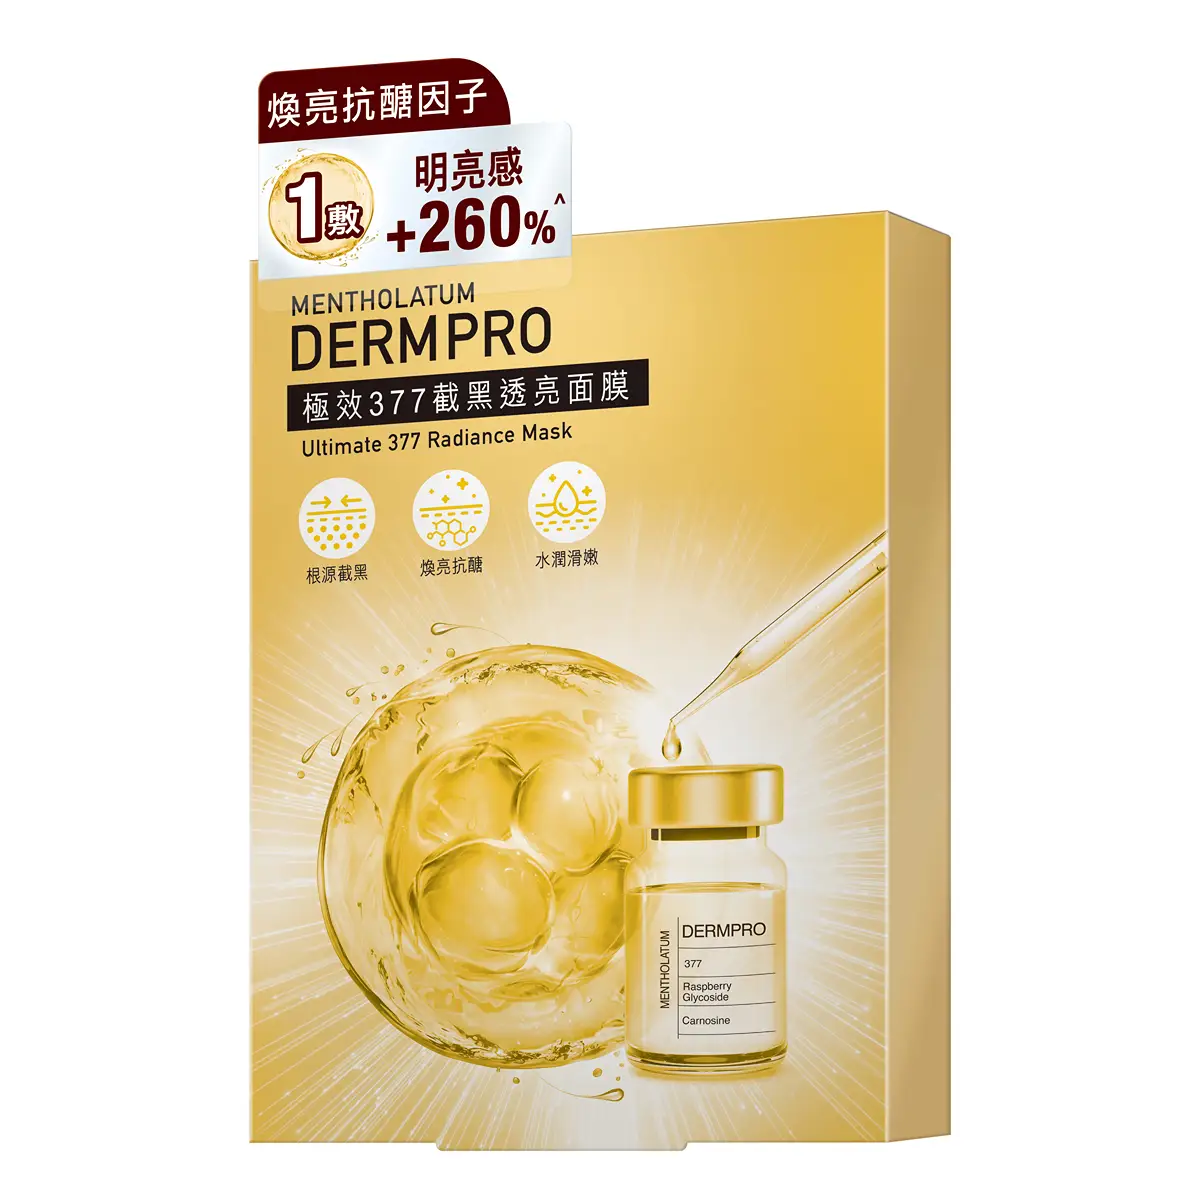 煥亮抗醣因子
1敷
明亮感
+260%^
MENTHOLATUM
DERMPRO
極效377截黑透亮面膜
Ultimate 377 Radiance Mask
根源截黑
煥亮抗醣
水潤滑嫩
MENTHOLATUM
DERMPRO
377
Raspberry
Glycoside
Carnosine